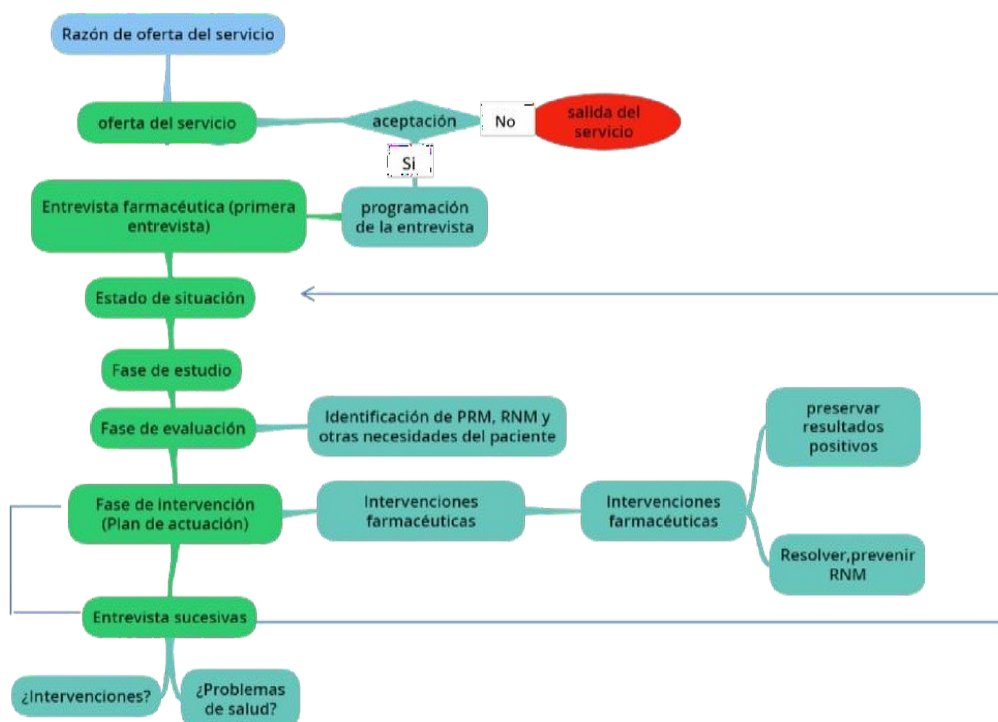 Razón de oferta del servicio
oferta del servicio
aceptación
No
salida del
servicio
Si
Entrevista farmacéutica (primera
entrevista)
programación
de la entrevista
Estado de situación
Fase de estudio
Fase de evaluación
Identificación de PRM, RNM y
otras necesidades del paciente
preservar
resultados
positivos
Fase de intervención
(Plan de actuación)
Intervenciones
farmacéuticas
Intervenciones
farmacéuticas
Resolver,prevenir
RNM
Entrevista sucesivas
¿Intervenciones?
¿Problemas
de salud?